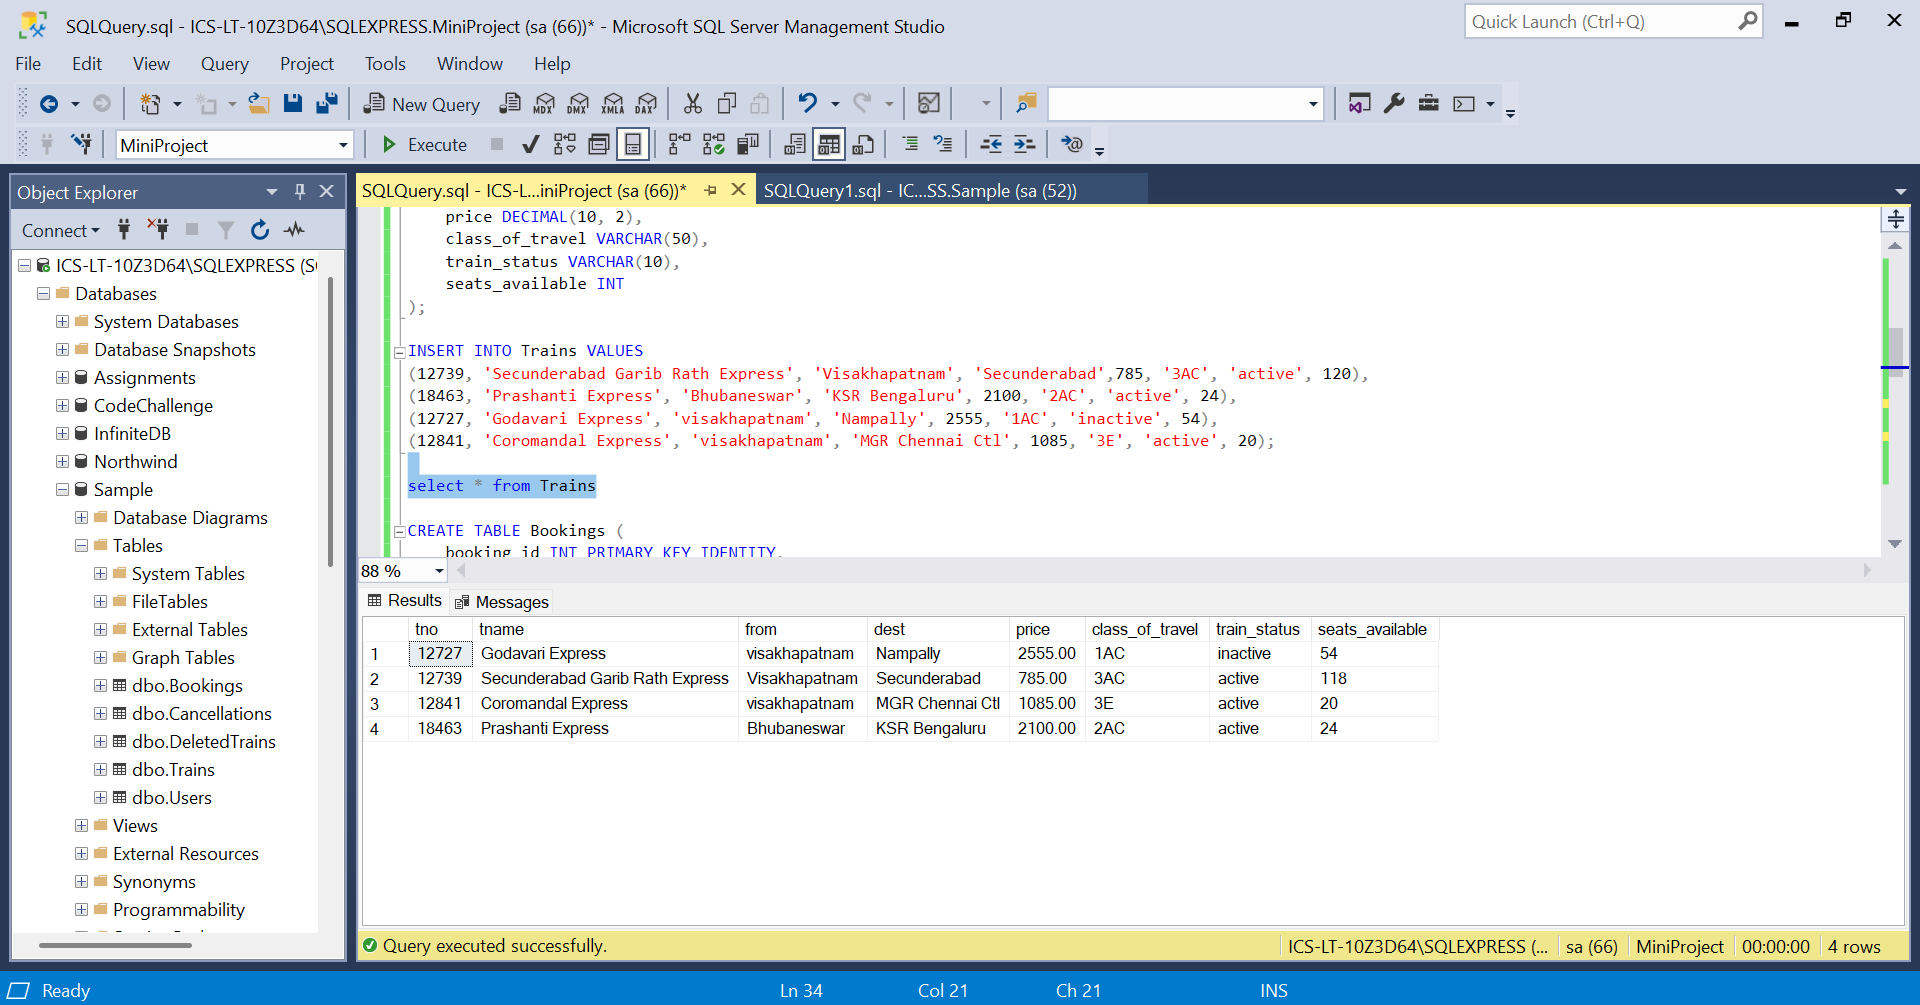 SQLQuery.sql - ICS-LT-10Z3D64\SQLEXPRESS.MiniProject (sa (66))* - Microsoft SQL Server Management Studio
Quick Launch (Ctrl+Q)
File Edit View Query Project Tools Window Help
New Query MDX DMX XMLA DAX
MiniProject Execute
Object Explorer
Connect
ICS-LT-10Z3D64\SQLEXPRESS (S
Databases
System Databases
Database Snapshots
Assignments
CodeChallenge
InfiniteDB
Northwind
Sample
Database Diagrams
Tables
System Tables
FileTables
External Tables
Graph Tables
dbo.Bookings
dbo.Cancellations
dbo.DeletedTrains
dbo.Trains
dbo.Users
Views
External Resources
Synonyms
Programmability
SQLQuery.sql - ICS-L...iniProject (sa (66))* SQLQuery1.sql - IC...SS.Sample (sa (52))
price DECIMAL(10, 2),
class_of_travel VARCHAR(50),
train_status VARCHAR(10),
seats_available INT
);
INSERT INTO Trains VALUES
(12739, 'Secunderabad Garib Rath Express', 'Visakhapatnam', 'Secunderabad',785, '3AC', 'active', 120),
(18463, 'Prashanti Express', 'Bhubaneswar', 'KSR Bengaluru', 2100, '2AC', 'active', 24),
(12727, 'Godavari Express', 'visakhapatnam', 'Nampally', 2555, '1AC', 'inactive', 54),
(12841, 'Coromandal Express', 'visakhapatnam', 'MGR Chennai Ctl', 1085, '3E', 'active', 20);
select * from Trains
CREATE TABLE Bookings (
booking_id INT PRIMARY KEY IDENTITY,
88 %
Results Messages
tno tname from dest price class_of_travel train_status seats_available
1 12727 Godavari Express visakhapatnam Nampally 2555.00 1AC inactive 54
2 12739 Secunderabad Garib Rath Express Visakhapatnam Secunderabad 785.00 3AC active 118
3 12841 Coromandal Express visakhapatnam MGR Chennai Ctl 1085.00 3E active 20
4 18463 Prashanti Express Bhubaneswar KSR Bengaluru 2100.00 2AC active 24
Query executed successfully. ICS-LT-10Z3D64\SQLEXPRESS (... sa (66) MiniProject 00:00:00 4 rows
Ready Ln 34 Col 21 Ch 21 INS